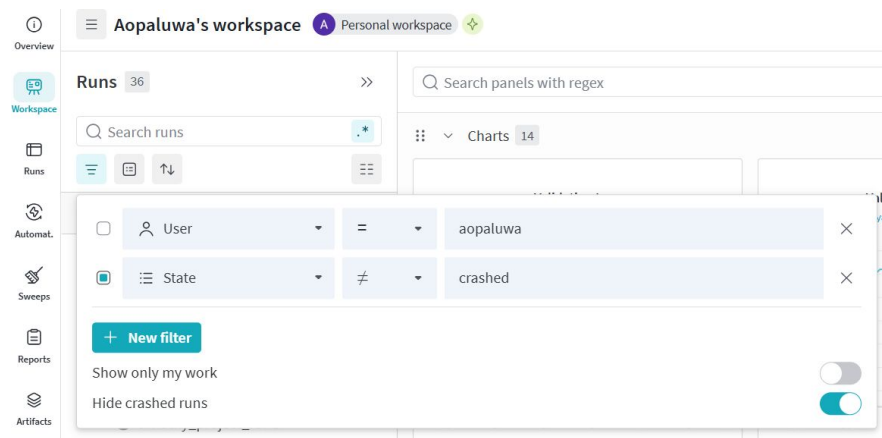 Overview
Workspace
Runs
Automat.
Sweeps
Reports
Artifacts
Aopaluwa's workspace
A Personal workspace
Runs 36
Search runs
.*
Search panels with regex
Charts 14
User = aopaluwa
State ≠ crashed
New filter
Show only my work
Hide crashed runs